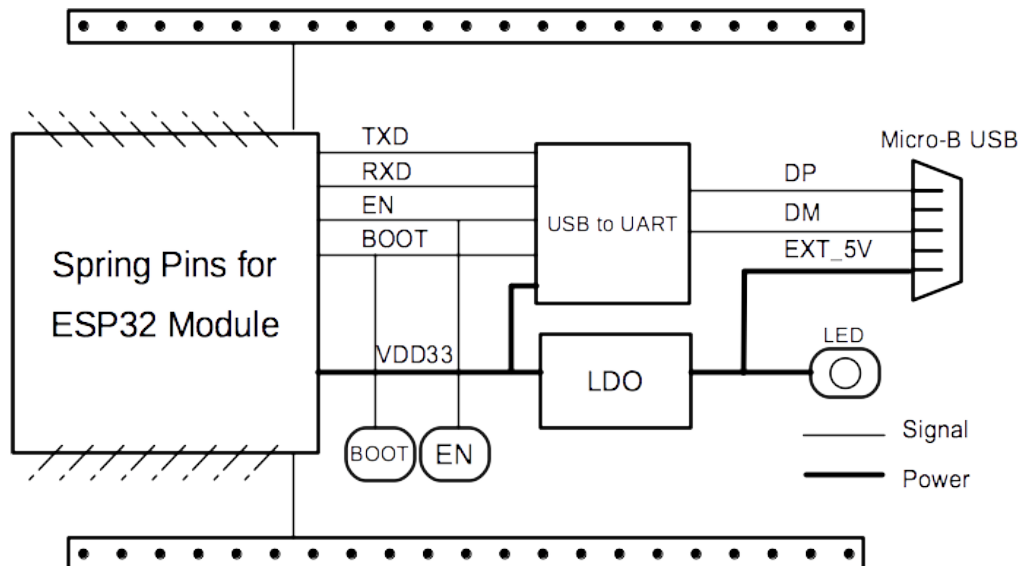 TXD
Micro-B USB
RXD
DP
EN
DM
USB to UART
BOOT
EXT_5V
Spring Pins for
ESP32 Module
VDD33
LED
LDO
Signal
BOOT
EN
Power